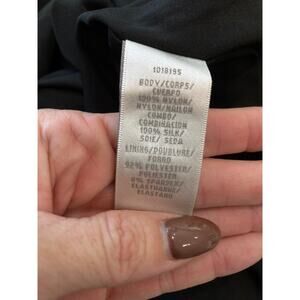 1018195
BODY/CORPS/
CUERPO
100% NYLON/
NYLON/NAILON
COMBO/
COMBINACION
100% SILK/
SOIE/ SEDA
LINING/DOUBLURE/
FORRO
92% POLYESTER/
POLIESTER
8% SPANDEX/
ELASTHANNE/
ELASTANO